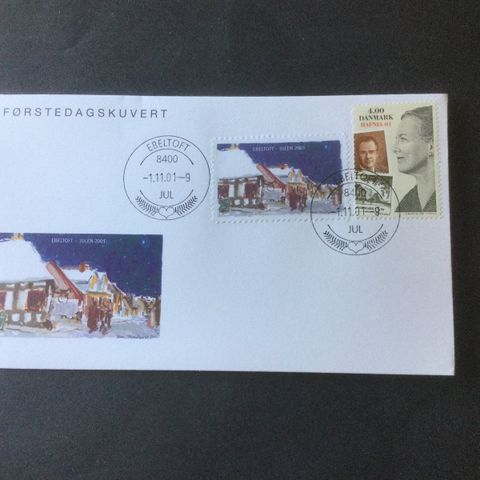 FØRSTEDAGSKUVERT
EBELTOFT
8400
-1.11.01-9
JUL
EBELTOFT - JULEN 2001
4.00
DANMARK
HAFNIA 01
EBELTOFT
8400
-1.11.01-9
JUL
EBELTOFT - JULEN 2001